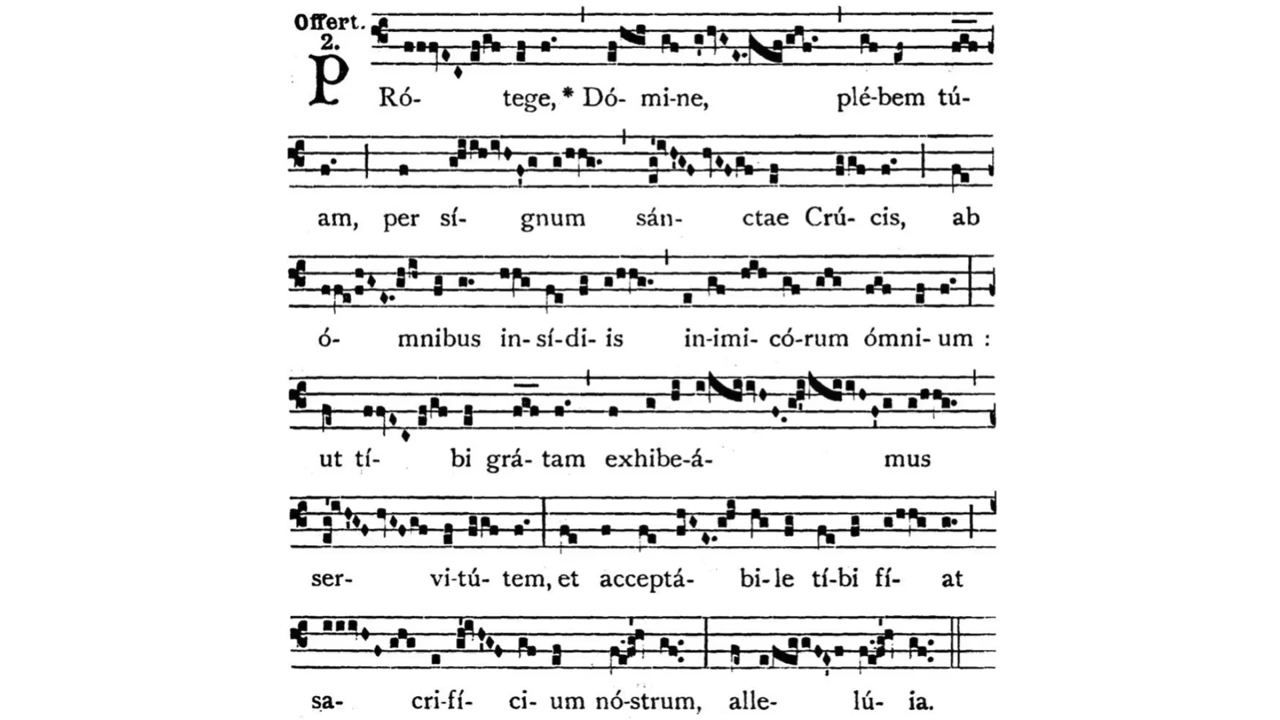 Offert.
2.
PRó- tege, * Dó- mi-ne, plé-bem tú-
am, per sí- gnum sán- ctae Crú- cis, ab
ó- mnibus in- sí-di- is in-imi- có-rum ómni- um :
ut tí- bi grá- tam exhibe-á- mus
ser- vi-tú- tem, et acceptá- bi-le tí-bi fí- at
sa- cri-fí- ci- um nó-strum, alle- lú- ia.